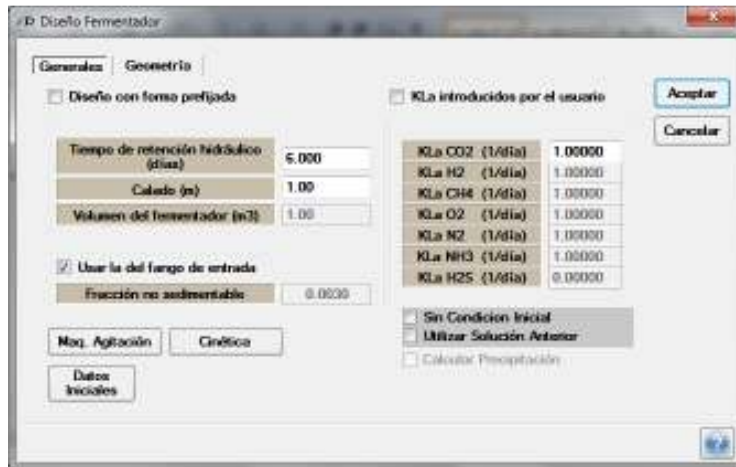 Diseño Fermentador
Generales Geometría
Diseño con forma prefijada
KLa introducidos por el usuario
Aceptar
Cancelar
Tiempo de retención hidráulico (días) 6.000
Calado (m) 1.00
Volumen del fermentador (m3) 1.00
Usar la del fango de entrada
Fracción no sedimentable 0.0030
KLa CO2 (1/día) 1.00000
KLa H2 (1/día) 1.00000
KLa CH4 (1/día) 1.00000
KLa O2 (1/día) 1.00000
KLa N2 (1/día) 1.00000
KLa NH3 (1/día) 1.00000
KLa H2S (1/día) 0.00000
Sin Condicion Inicial
Utilizar Solución Anterior
Calcular Precipitación
Maq. Agitación Cinética
Datos
Iniciales